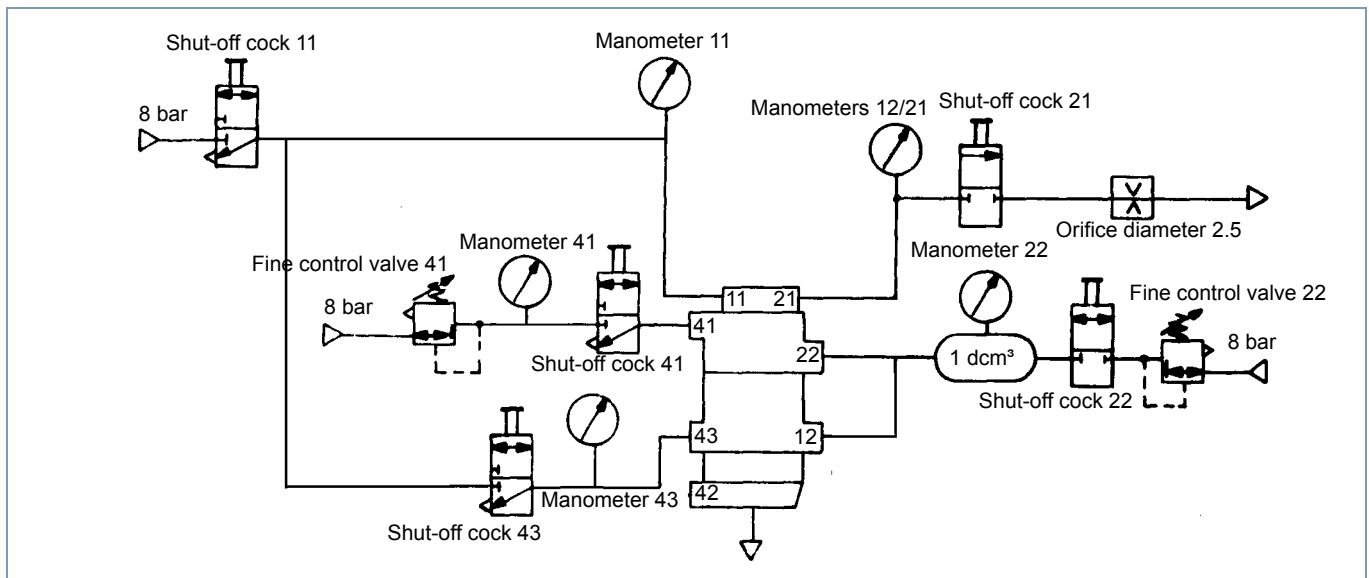 Shut-off cock 11
Manometer 11
8 bar
Manometers 12/21
Shut-off cock 21
Orifice diameter 2.5
Manometer 41
Fine control valve 41
8 bar
Shut-off cock 41
11
21
41
22
43
12
42
Manometer 22
Fine control valve 22
1 dcm³
8 bar
Shut-off cock 22
Manometer 43
Shut-off cock 43